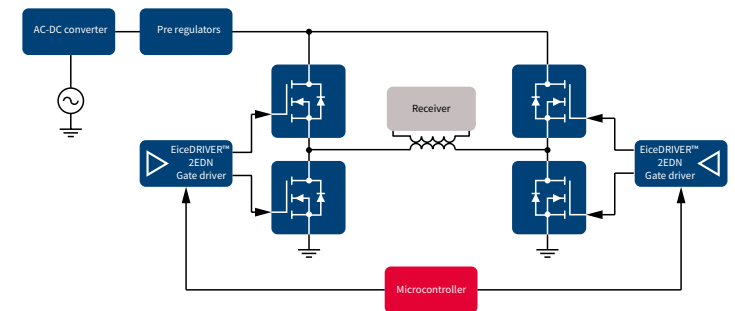 AC-DC converter
Pre regulators
Receiver
EiceDRIVER™
2EDN
Gate driver
EiceDRIVER™
2EDN
Gate driver
Microcontroller